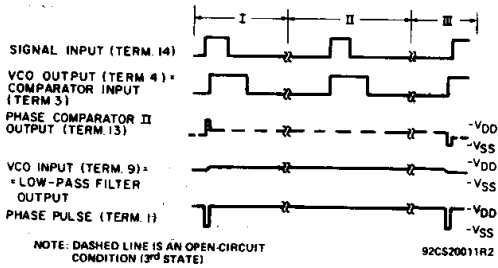 I II III
SIGNAL INPUT (TERM. 14)
VCO OUTPUT (TERM 4) =
COMPARATOR INPUT
(TERM 3)
PHASE COMPARATOR II
OUTPUT (TERM.13)
-VDD
-VSS
VCO INPUT (TERM. 9)=
=LOW-PASS FILTER
OUTPUT
-VDD
-VSS
PHASE PULSE (TERM. 1)
-VDD
-VSS
NOTE: DASHED LINE IS AN OPEN-CIRCUIT
CONDITION (3rd STATE)
92CS20011R2